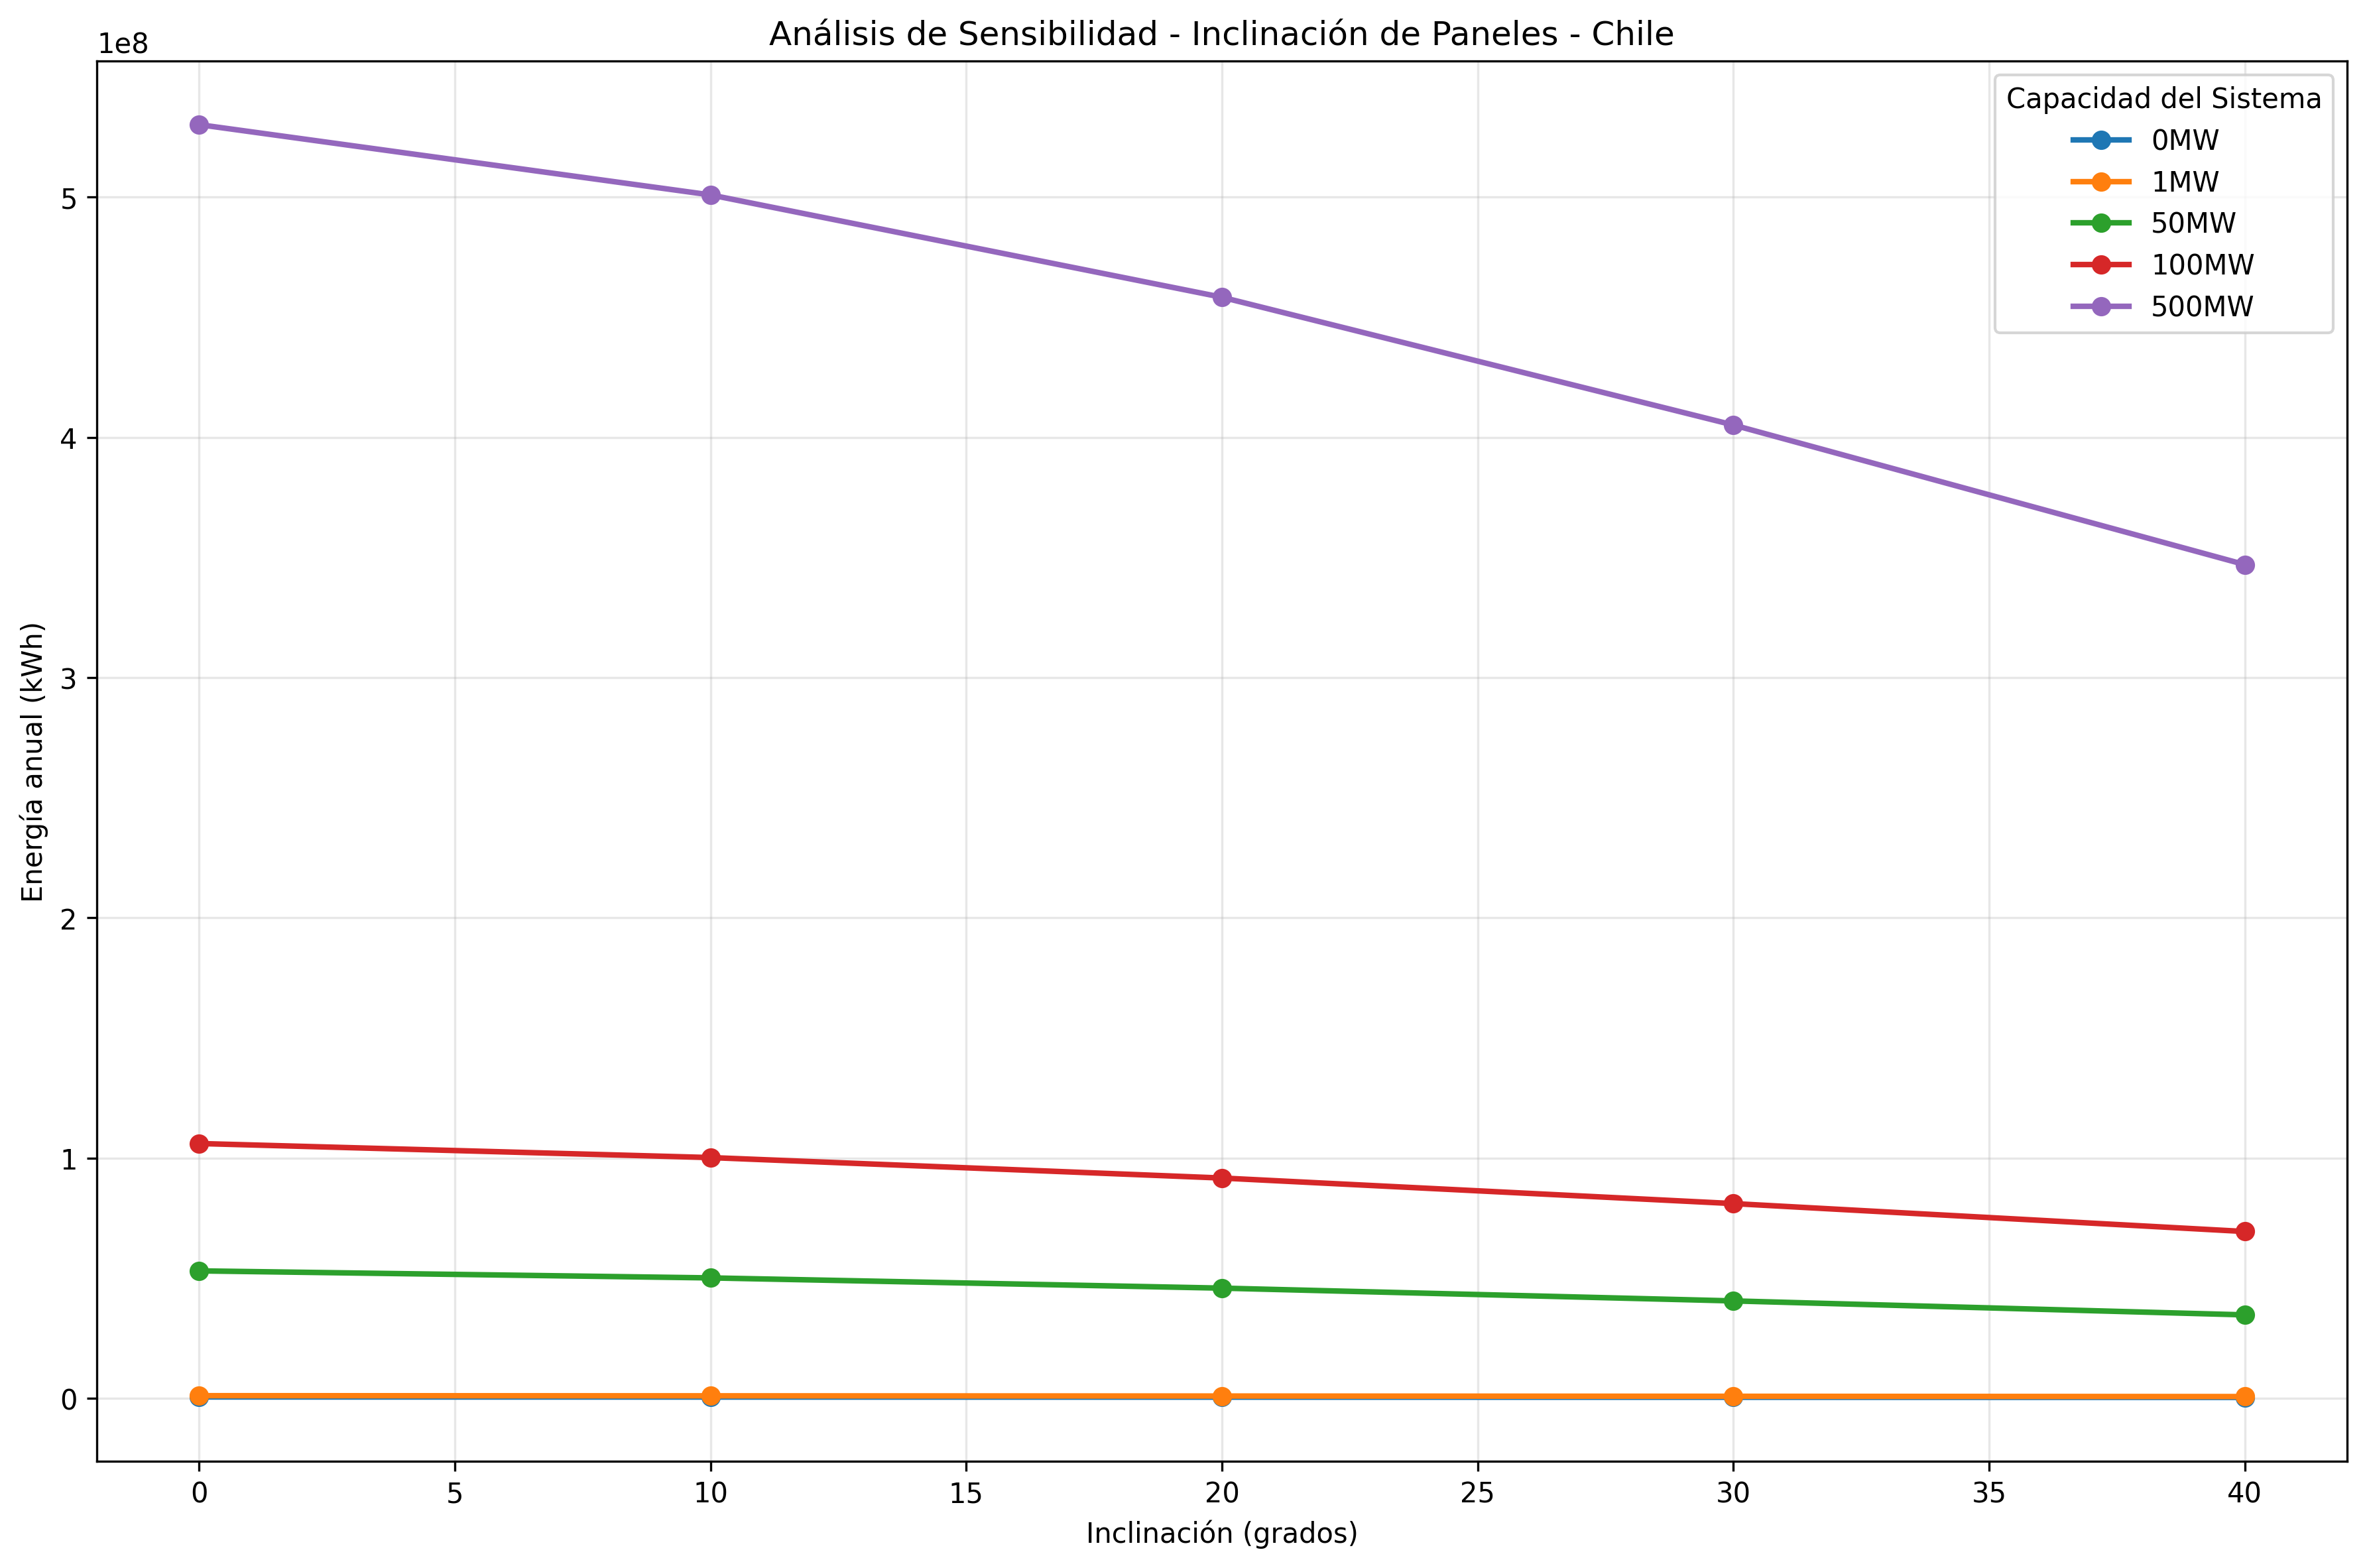 Análisis de Sensibilidad - Inclinación de Paneles - Chile
1e8
Capacidad del Sistema
0MW
1MW
50MW
100MW
500MW
5
4
3
2
1
0
Energía anual (kWh)
0 5 10 15 20 25 30 35 40
Inclinación (grados)